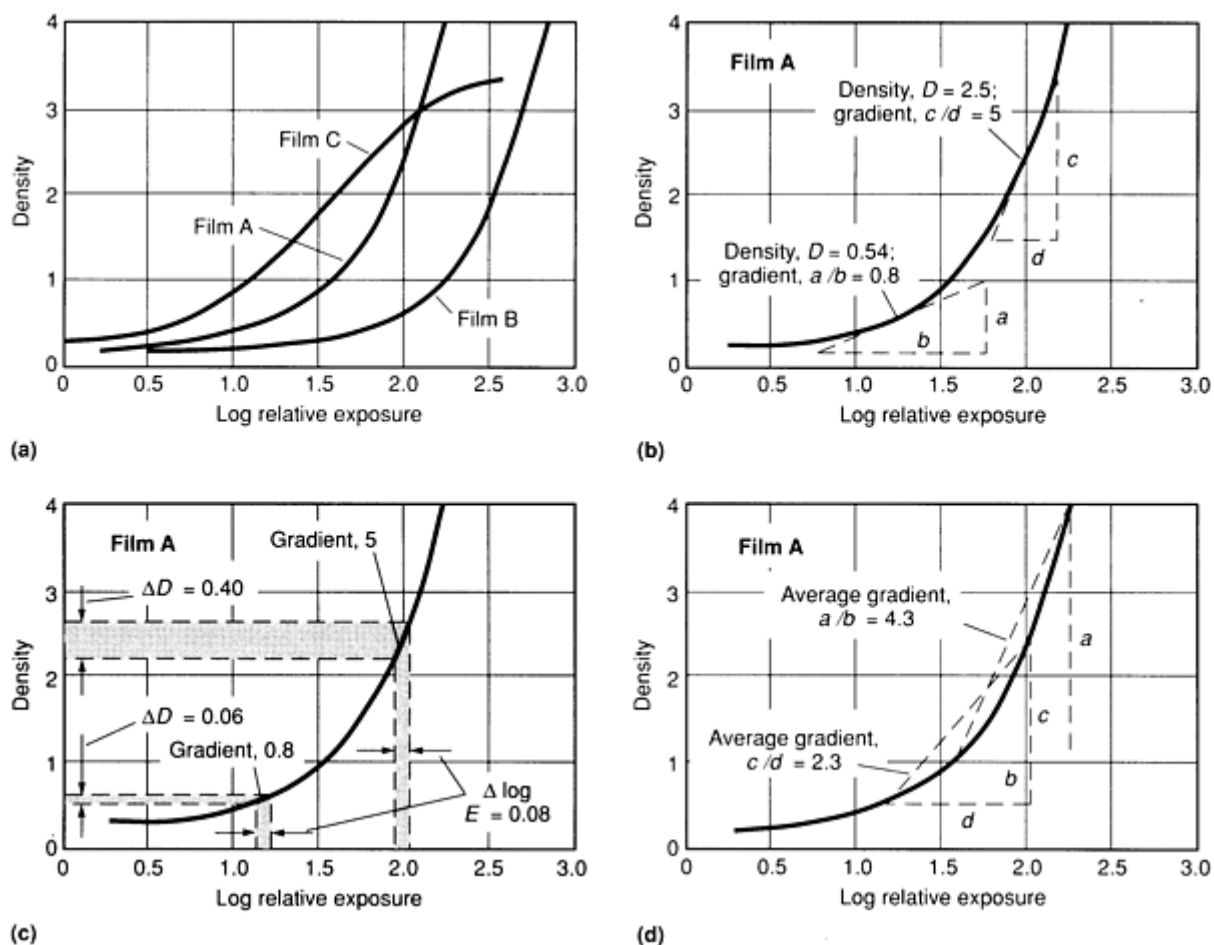 4
3
2
1
0
Density
Film C
Film A
Film B
0 0.5 1.0 1.5 2.0 2.5 3.0
Log relative exposure
(a)
4
3
2
1
0
Density
Film A
Density, D = 2.5;
gradient, c/d = 5
c
d
Density, D = 0.54;
gradient, a/b = 0.8
a
b
0 0.5 1.0 1.5 2.0 2.5 3.0
Log relative exposure
(b)
4
3
2
1
0
Density
Film A
Gradient, 5
ΔD = 0.40
ΔD = 0.06
Gradient, 0.8
Δ log
E = 0.08
0 0.5 1.0 1.5 2.0 2.5 3.0
Log relative exposure
(c)
4
3
2
1
0
Density
Film A
Average gradient,
a/b = 4.3
a
c
Average gradient,
c/d = 2.3
b
d
0 0.5 1.0 1.5 2.0 2.5 3.0
Log relative exposure
(d)